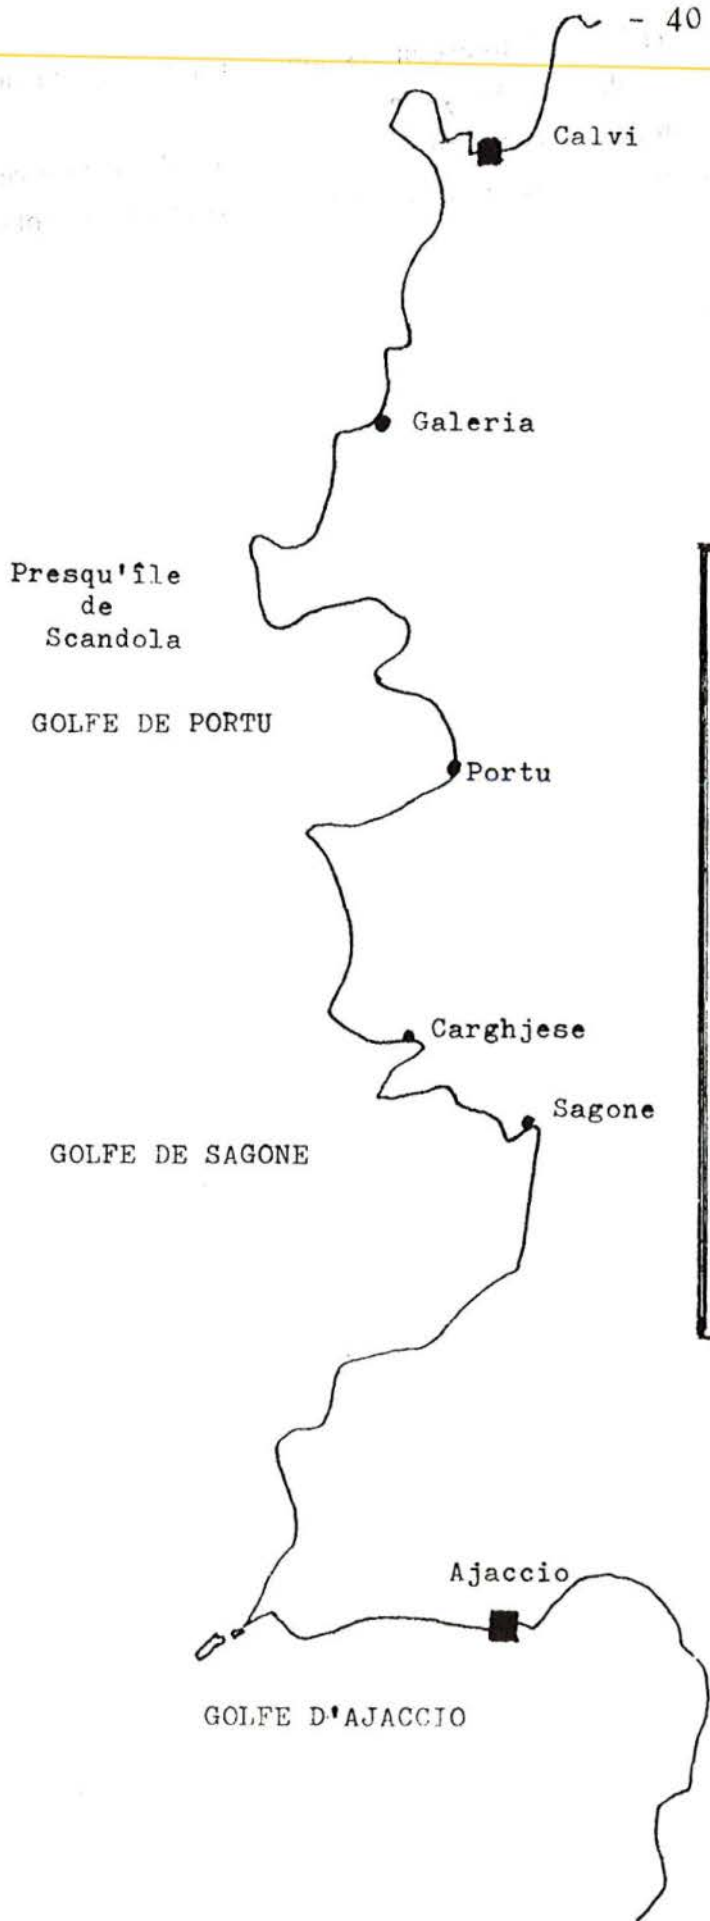 - 40
Calvi
Galeria
Presqu'île
de
Scandola
GOLFE DE PORTU
Portu
Carghjese
Sagone
GOLFE DE SAGONE
Ajaccio
GOLFE D'AJACCIO